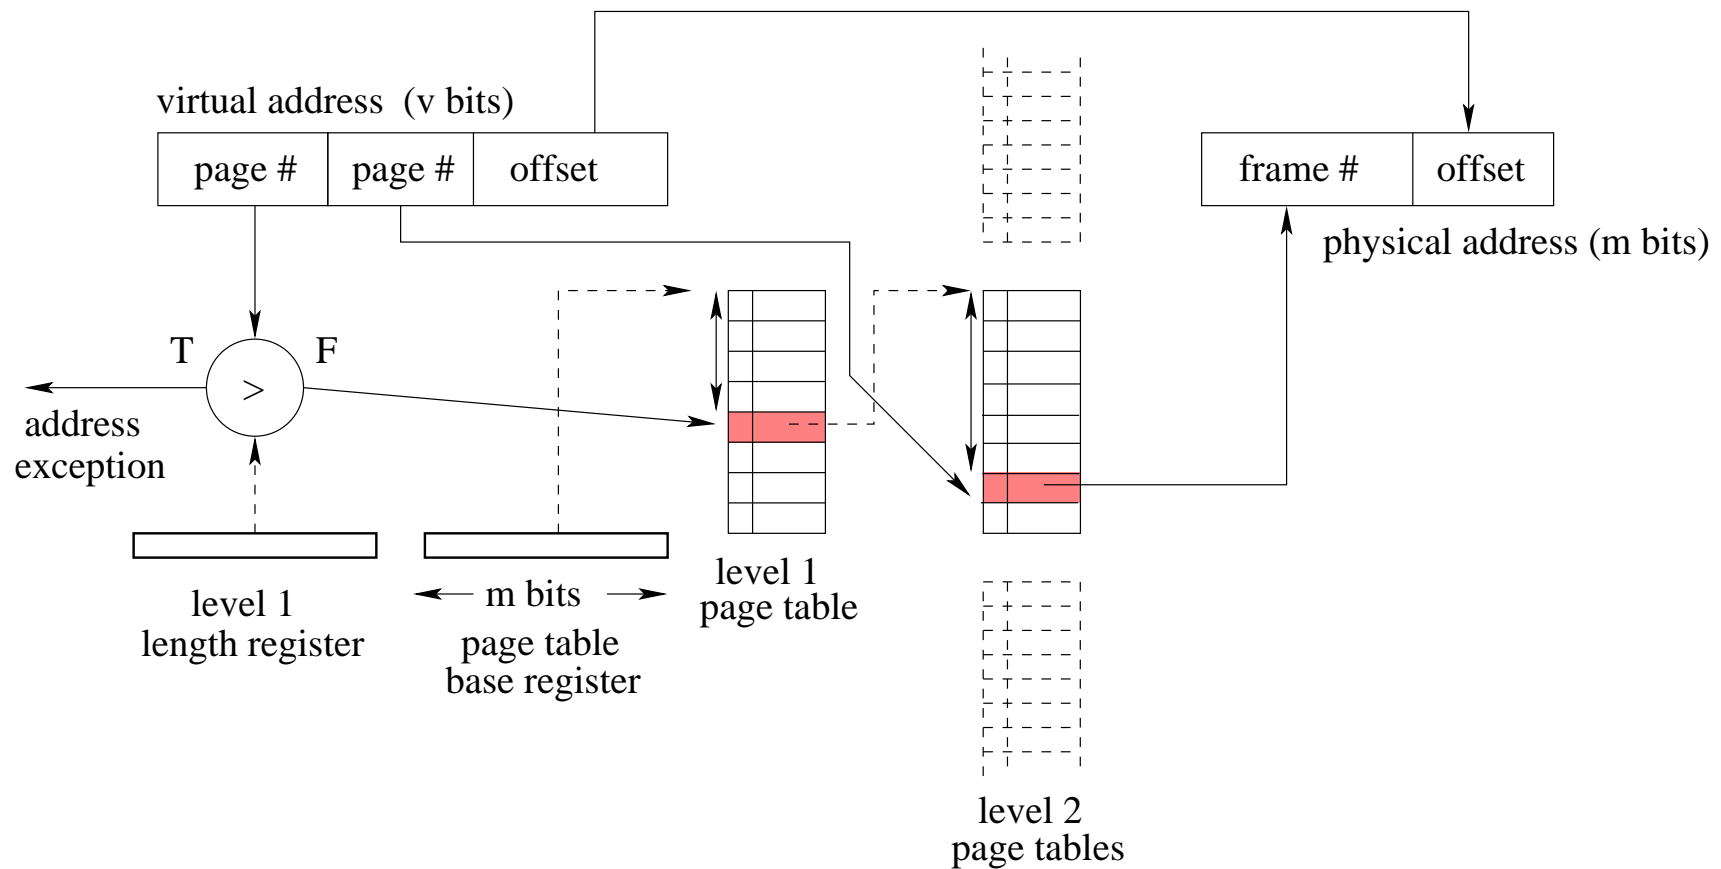 virtual address (v bits)
page #
page #
offset
frame #
offset
physical address (m bits)
T
F
>
address
exception
level 1
length register
m bits
page table
base register
level 1
page table
level 2
page tables